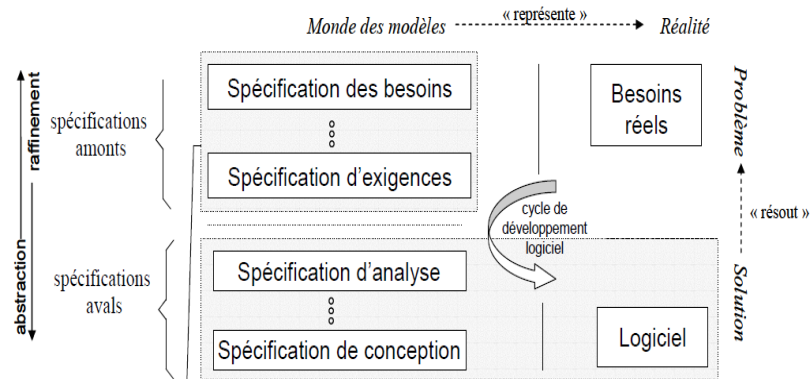 Monde des modèles
« représente »
Réalité
Spécification des besoins
Besoins
réels
spécifications
amonts
Spécification d'exigences
raffinement
abstraction
Problème
« résout »
Solution
cycle de
développement
logiciel
Spécification d'analyse
spécifications
avals
Spécification de conception
Logiciel